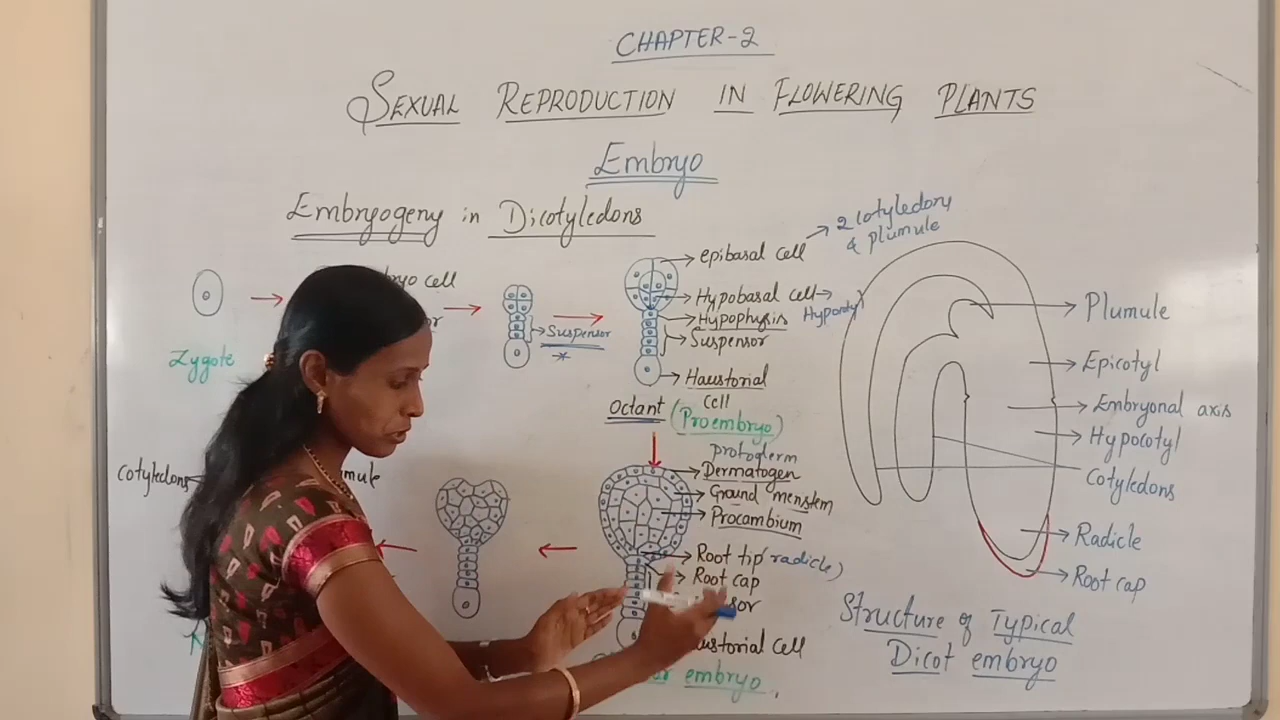 CHAPTER-2
SEXUAL REPRODUCTION IN FLOWERING PLANTS
Embryo
Embryogeny in Dicotyledons
Zygote
cell
Suspensor
*
epibasal cell
2 cotyledons
& plumule
Hypobasal cell
Hypophysis
Suspensor
Haustorial
cell
Octant (Proembryo)
protoderm
Dermatogen
Ground meristem
Procambium
Root tip (radicle)
Root cap
Cell
embryo
cotyledons
Plumule
Epicotyl
Embryonal axis
Hypocotyl
Cotyledons
Radicle
Root cap
Structure of Typical
Dicot embryo